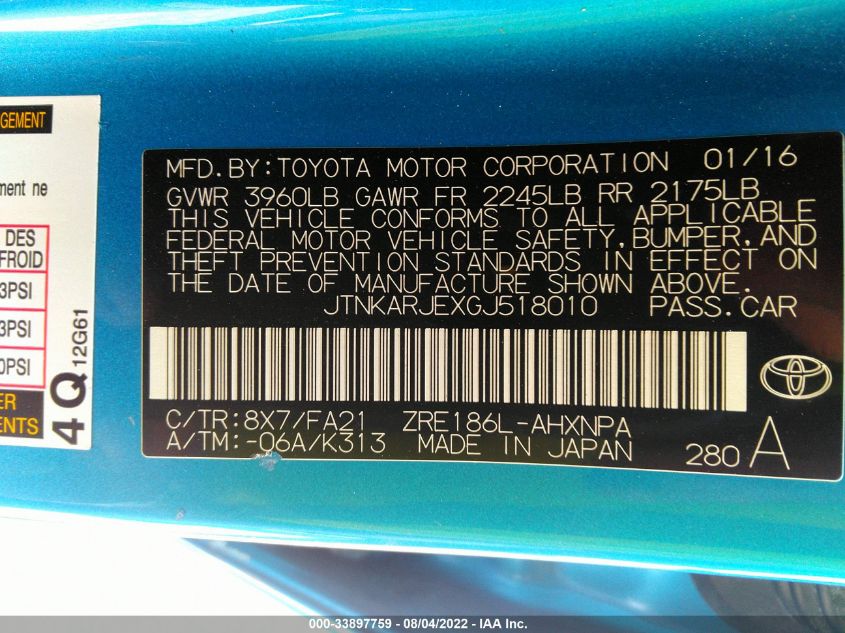 GEMENT
ment ne
DES
FROID
3PSI
3PSI
0PSI
ER
ENTS
4Q 12G61
MFD.BY:TOYOTA MOTOR CORPORATION 01/16
GVWR 3960LB GAWR FR 2245LB RR 2175LB
THIS VEHICLE CONFORMS TO ALL APPLICABLE
FEDERAL MOTOR VEHICLE SAFETY,BUMPER,AND
THEFT PREVENTION STANDARDS IN EFFECT ON
THE DATE OF MANUFACTURE SHOWN ABOVE.
JTNKARJEXGJ518010 PASS.CAR
C/TR:8X7/FA21 ZRE186L-AHXNPA
A/TM:-06A/K313 MADE IN JAPAN 280 A
000-33897759 - 08/04/2022 - IAA Inc.